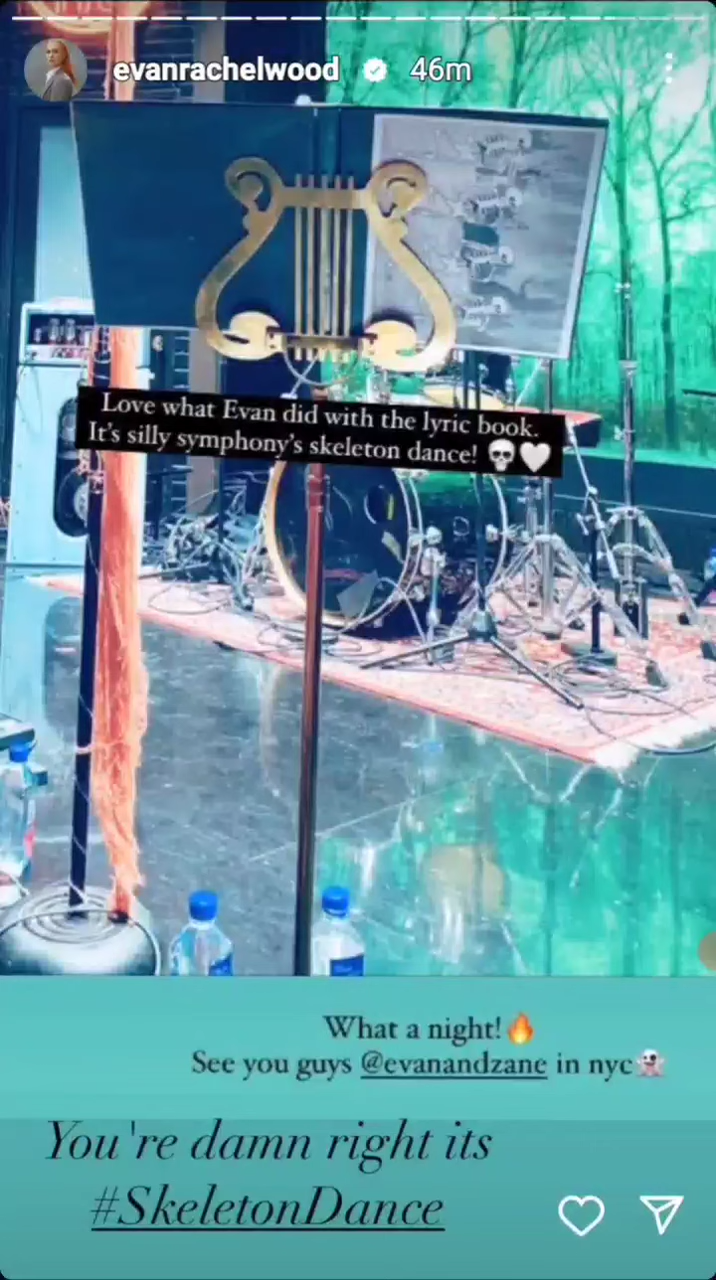 evanrachelwood 46m
Love what Evan did with the lyric book.
It's silly symphony's skeleton dance! 💀🤍
What a night!🔥
See you guys @evanandzane in nyc👻
You're damn right its
#SkeletonDance